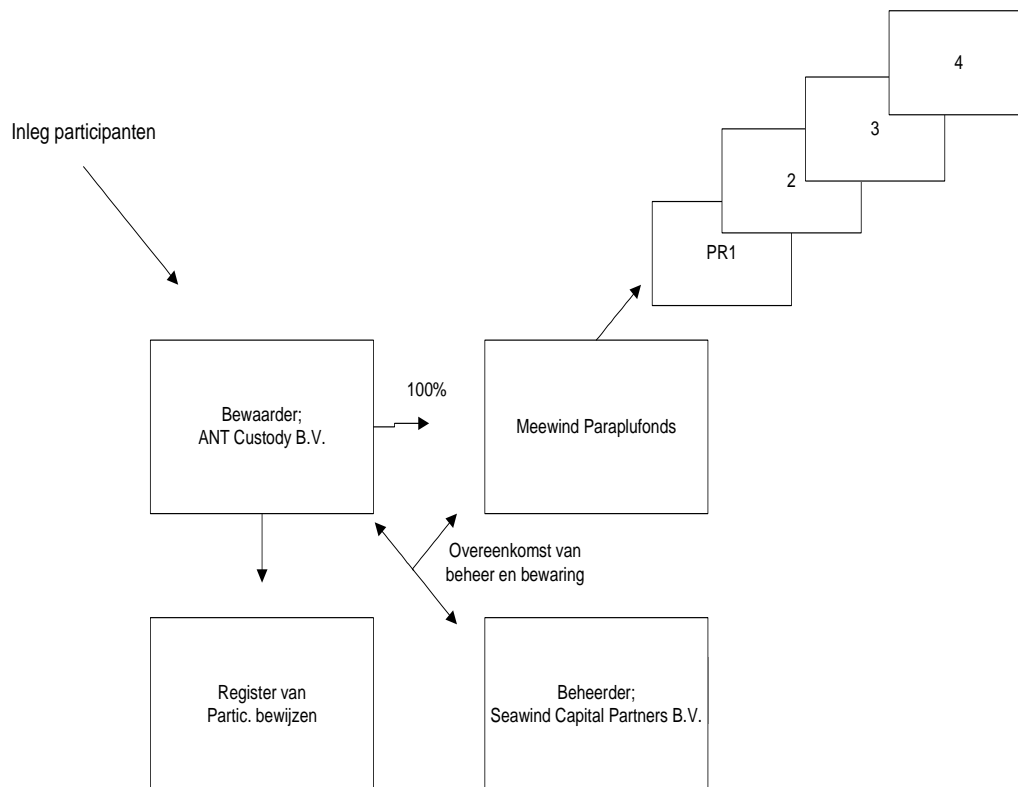 4
3
Inleg participanten
2
PR1
100%
Bewaarder;
ANT Custody B.V.
Meewind Paraplufonds
Overeenkomst van
beheer en bewaring
Register van
Partic. bewijzen
Beheerder;
Seawind Capital Partners B.V.